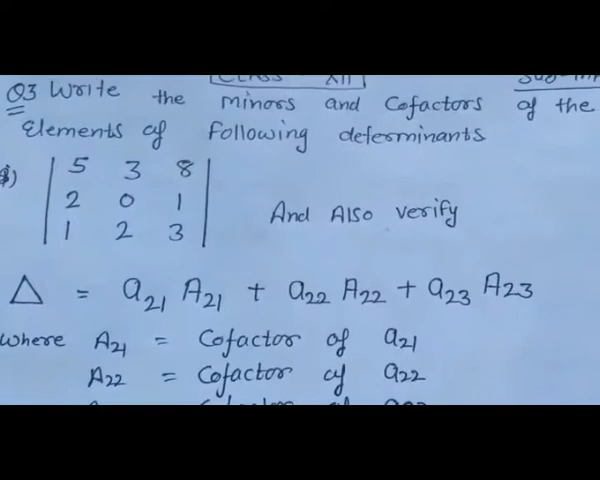 CLASS XII
Q3 Write the minors and Cofactors of the
Elements of following determinants
i) | 5 3 8 |
| 2 0 1 |
| 1 2 3 |
And Also verify
Δ = a21 A21 + a22 A22 + a23 A23
where A21 = Cofactor of a21
A22 = Cofactor of a22